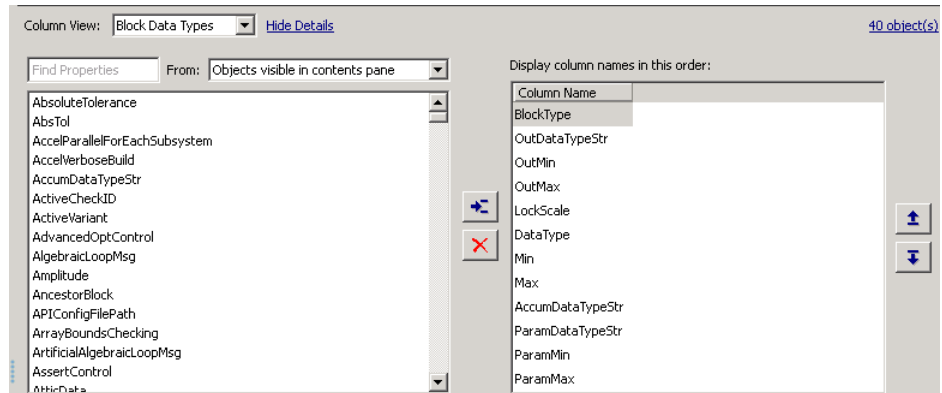 Column View: Block Data Types Hide Details 40 object(s)
Find Properties From: Objects visible in contents pane
Display column names in this order:
AbsoluteTolerance
AbsTol
AccelParallelForEachSubsystem
AccelVerboseBuild
AccumDataTypeStr
ActiveCheckID
ActiveVariant
AdvancedOptControl
AlgebraicLoopMsg
Amplitude
AncestorBlock
APIConfigFilePath
ArrayBoundsChecking
ArtificialAlgebraicLoopMsg
AssertControl
AtticData
Column Name
BlockType
OutDataTypeStr
OutMin
OutMax
LockScale
DataType
Min
Max
AccumDataTypeStr
ParamDataTypeStr
ParamMin
ParamMax